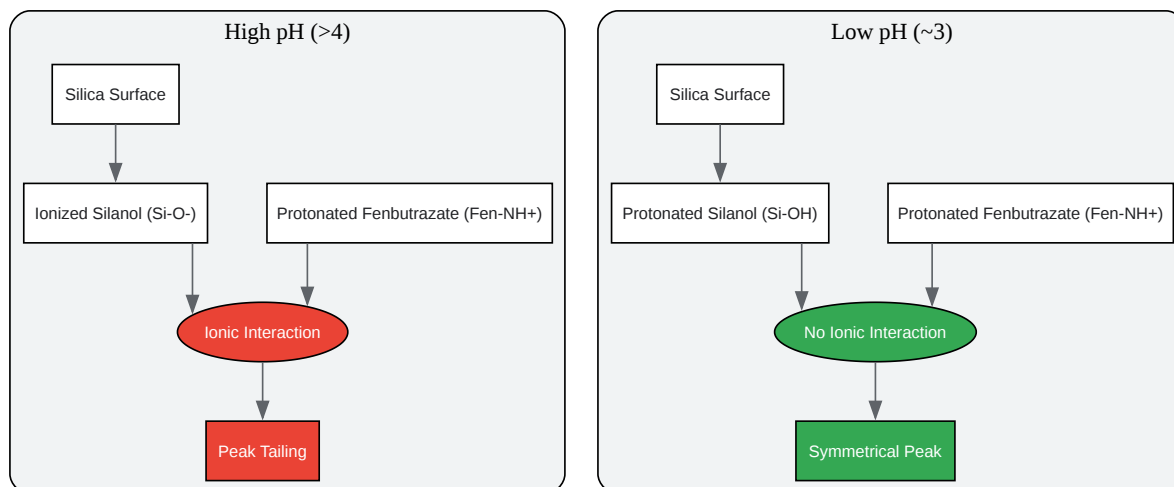 High pH (>4)
Silica Surface
Ionized Silanol (Si-O-)
Protonated Fenbutrazate (Fen-NH+)
Ionic Interaction
Peak Tailing
Low pH (~3)
Silica Surface
Protonated Silanol (Si-OH)
Protonated Fenbutrazate (Fen-NH+)
No Ionic Interaction
Symmetrical Peak